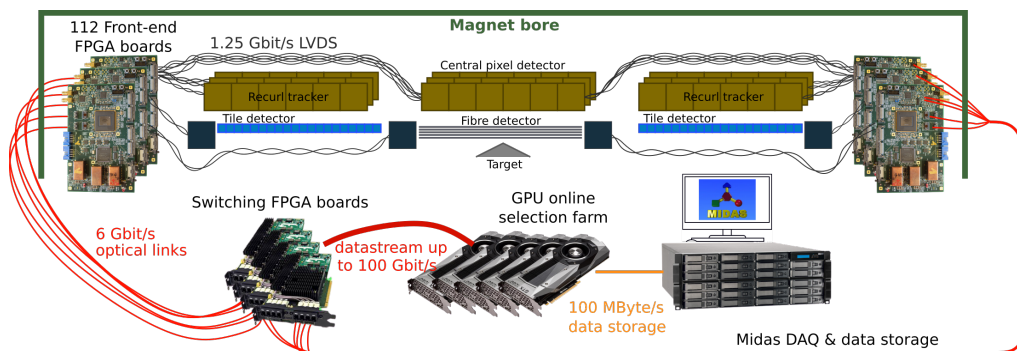 112 Front-end
FPGA boards
Magnet bore
1.25 Gbit/s LVDS
Central pixel detector
Recurl tracker
Recurl tracker
Tile detector
Fibre detector
Tile detector
Target
Switching FPGA boards
GPU online
selection farm
MIDAS
6 Gbit/s
optical links
datastream up
to 100 Gbit/s
100 MByte/s
data storage
Midas DAQ & data storage